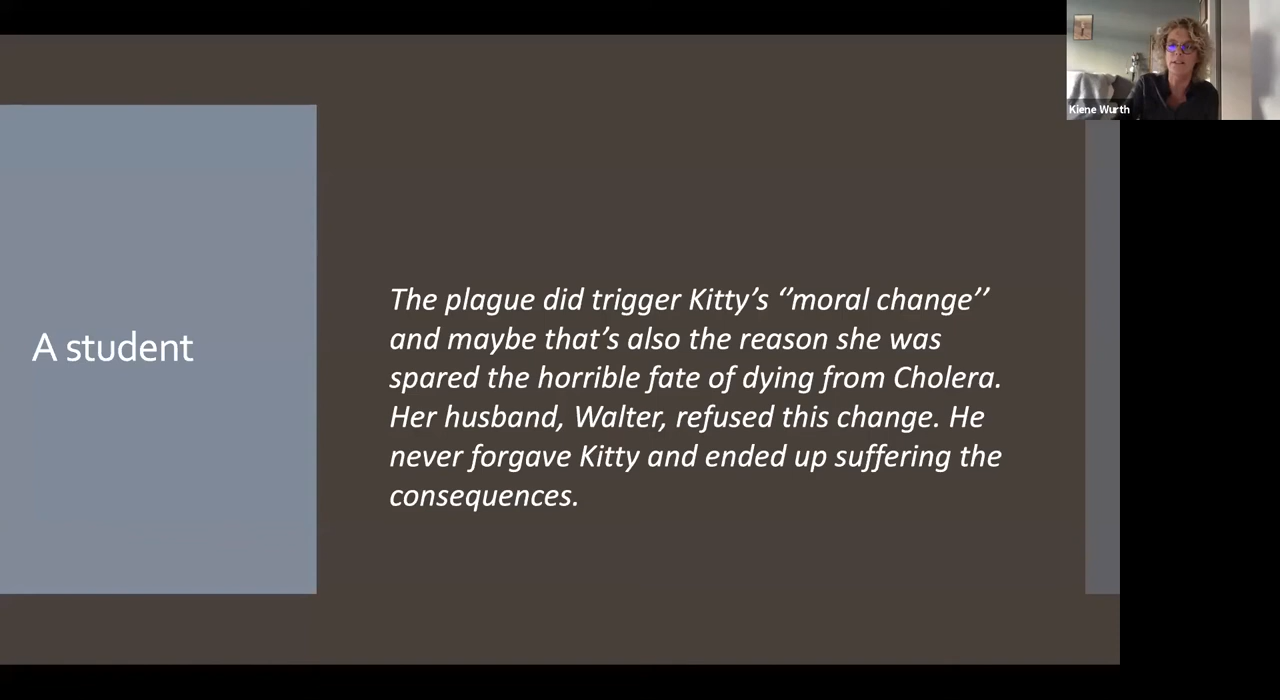 Kiene Wurth
A student
The plague did trigger Kitty’s ‘’moral change’’
and maybe that’s also the reason she was
spared the horrible fate of dying from Cholera.
Her husband, Walter, refused this change. He
never forgave Kitty and ended up suffering the
consequences.